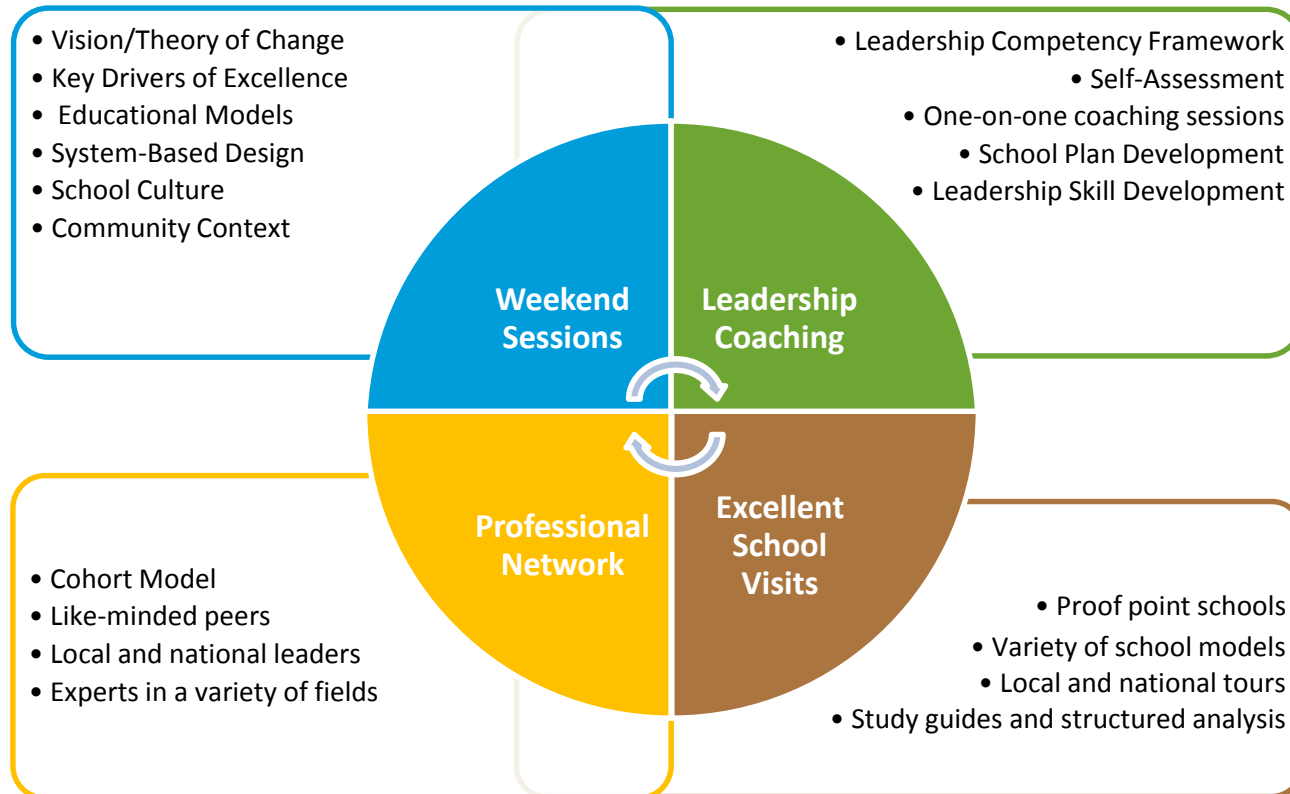 • Vision/Theory of Change
• Key Drivers of Excellence
• Educational Models
• System-Based Design
• School Culture
• Community Context
• Leadership Competency Framework
• Self-Assessment
• One-on-one coaching sessions
• School Plan Development
• Leadership Skill Development
Weekend
Sessions
Leadership
Coaching
Professional
Network
Excellent
School
Visits
• Cohort Model
• Like-minded peers
• Local and national leaders
• Experts in a variety of fields
• Proof point schools
• Variety of school models
• Local and national tours
• Study guides and structured analysis